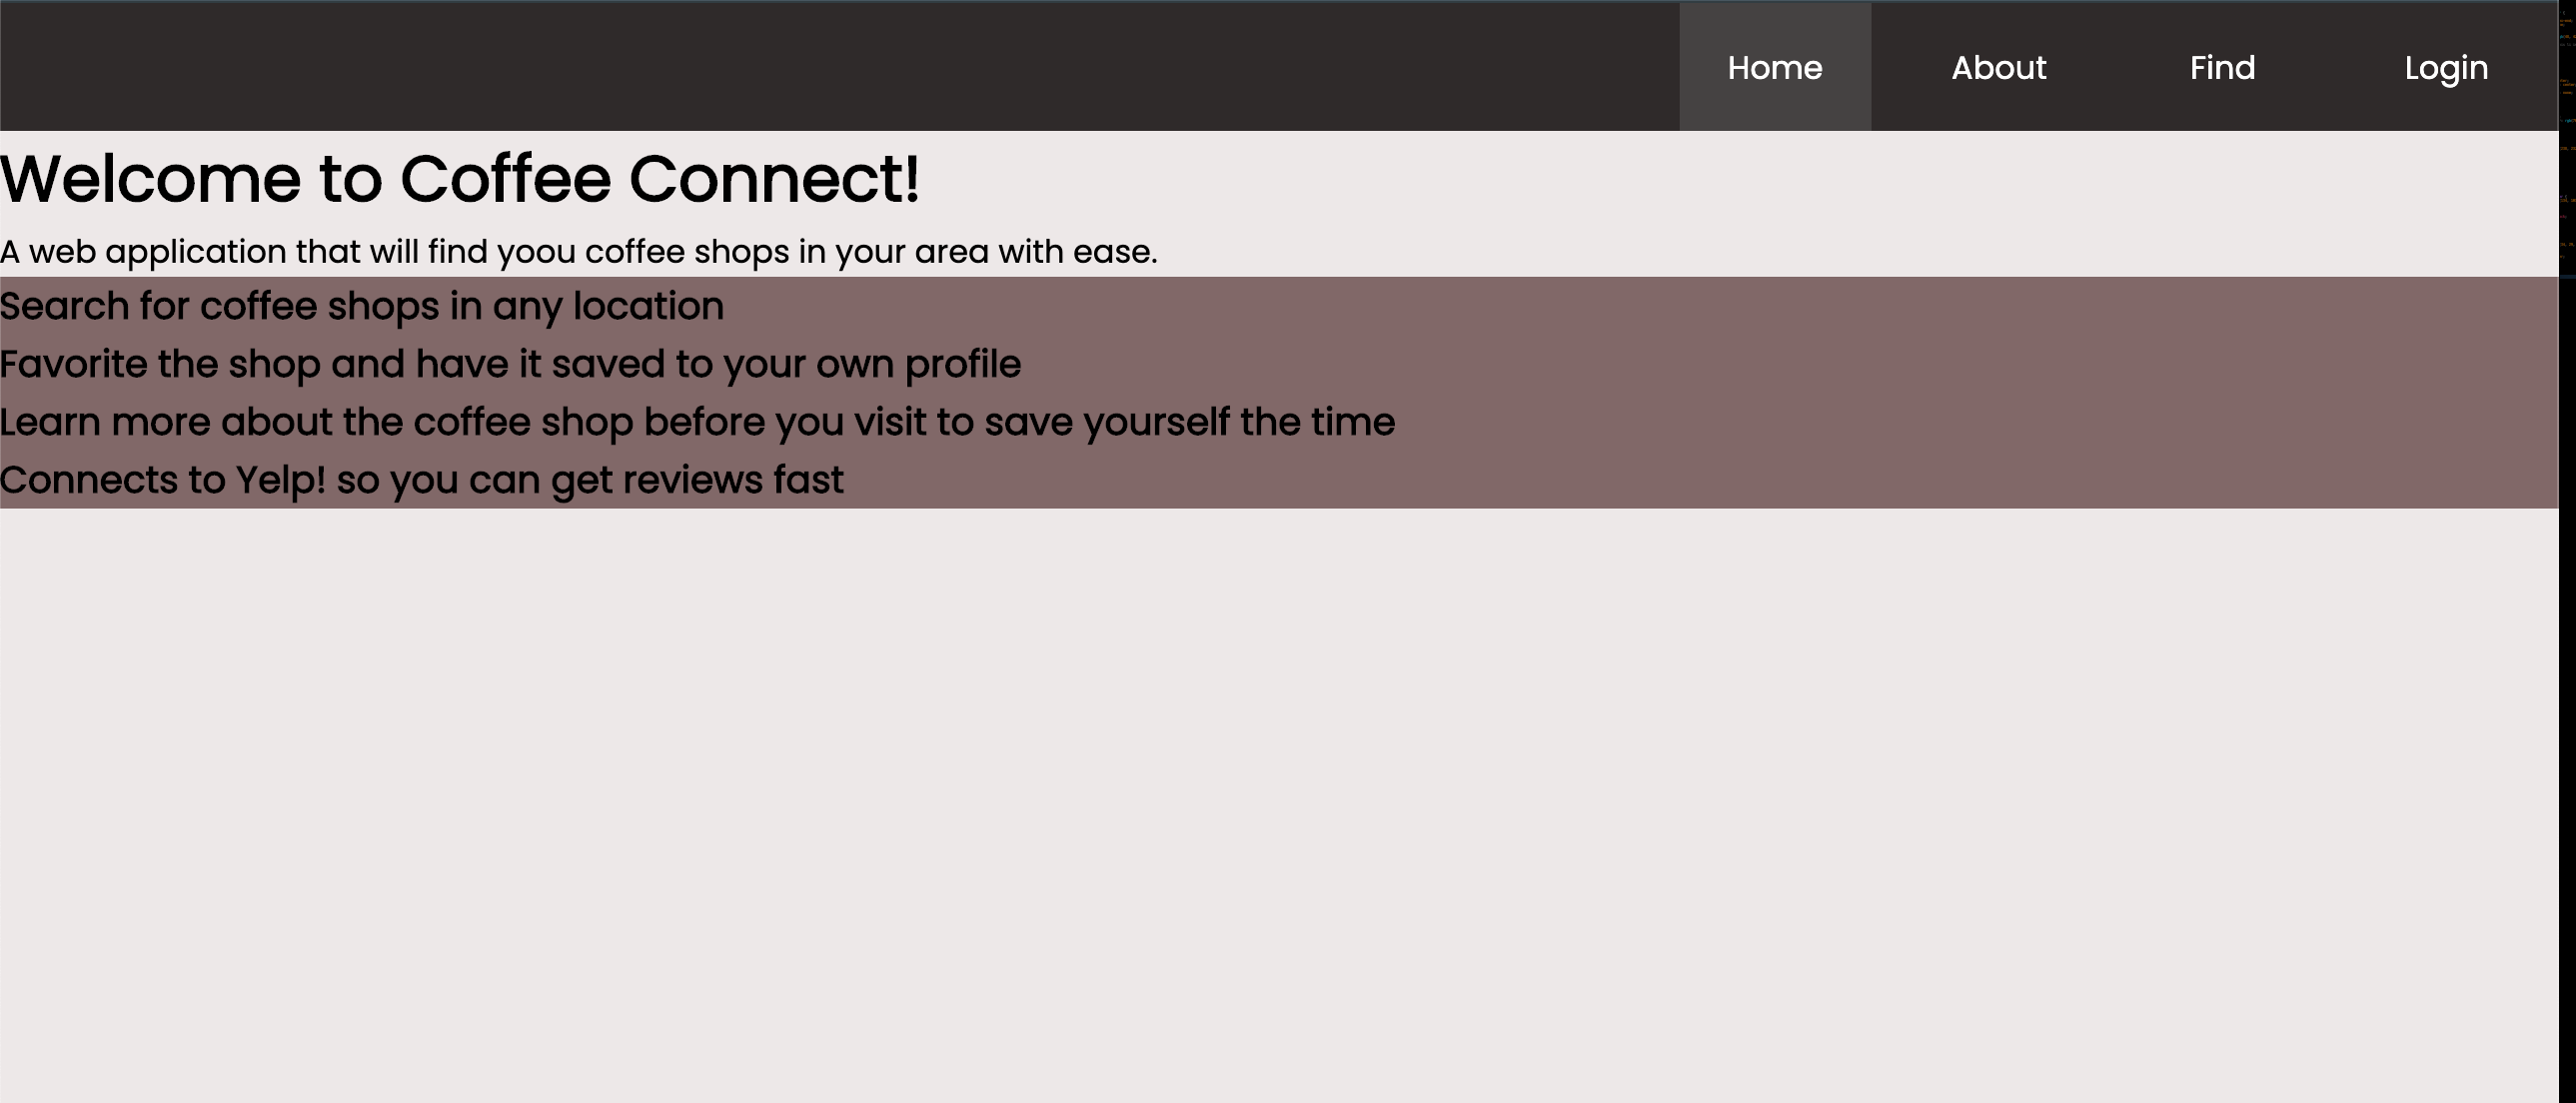 Home About Find Login
Welcome to Coffee Connect!
A web application that will find yoou coffee shops in your area with ease.
Search for coffee shops in any location
Favorite the shop and have it saved to your own profile
Learn more about the coffee shop before you visit to save yourself the time
Connects to Yelp! so you can get reviews fast